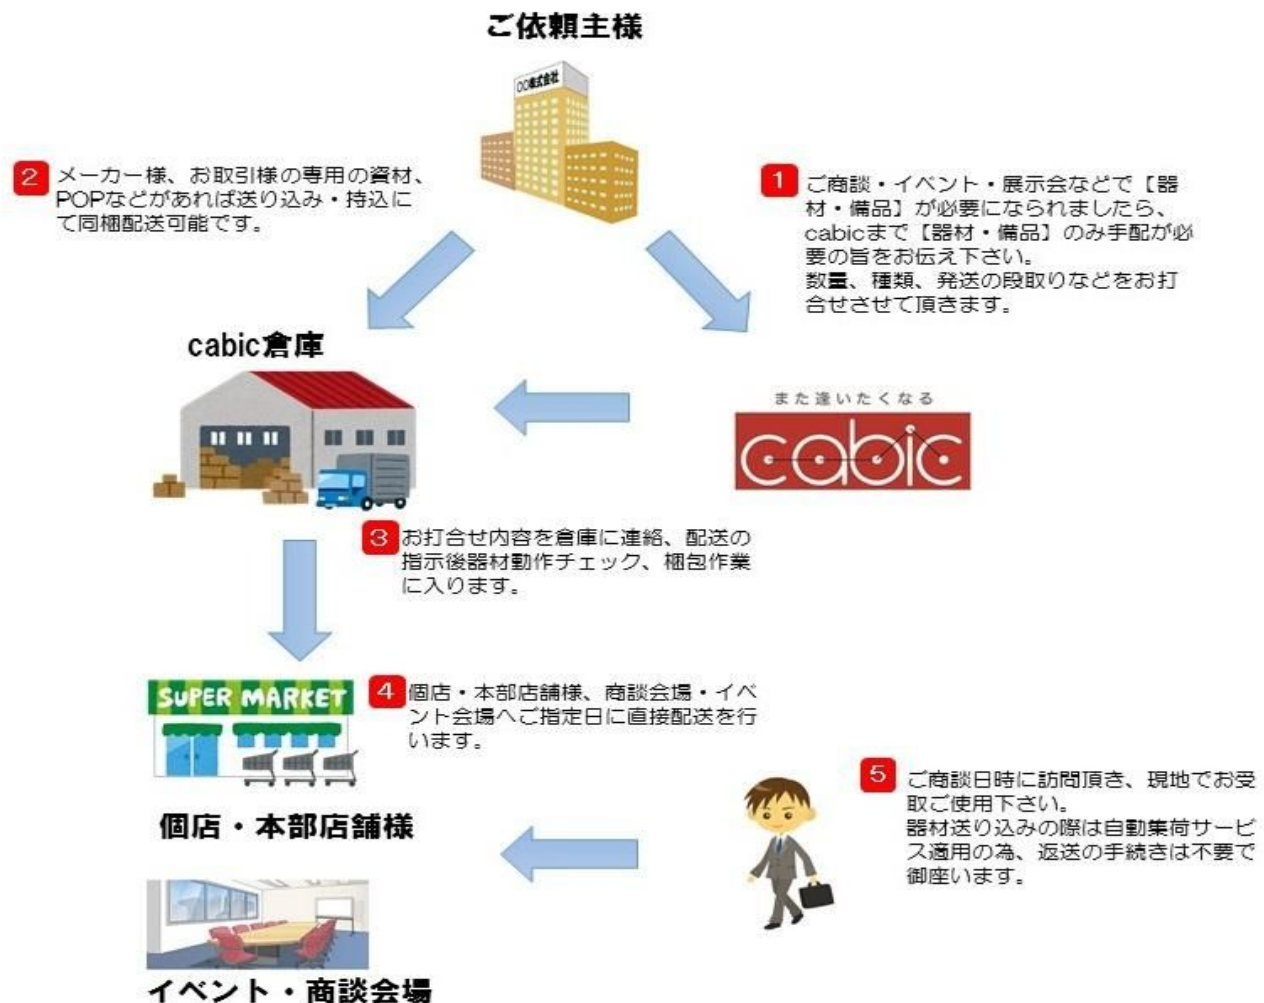 ご依頼主様
〇〇株式会社
2
メーカー様、お取引様の専用の資材、
POPなどがあれば送り込み・持込に
て同梱配送可能です。
1
ご商談・イベント・展示会などで【器
材・備品】が必要になられましたら、
cabicまで【器材・備品】のみ手配が必
要の旨をお伝え下さい。
数量、種類、発送の段取りなどをお打
合せさせて頂きます。
cabic倉庫
また逢いたくなる
cabic
3
お打合せ内容を倉庫に連絡、配送の
指示後器材動作チェック、梱包作業
に入ります。
SUPER MARKET
4
個店・本部店舗様、商談会場・イベ
ント会場へご指定日に直接配送を行
います。
個店・本部店舗様
5
ご商談日時に訪問頂き、現地でお受
取ご使用下さい。
器材送り込みの際は自動集荷サービ
ス適用の為、返送の手続きは不要で
御座います。
イベント・商談会場